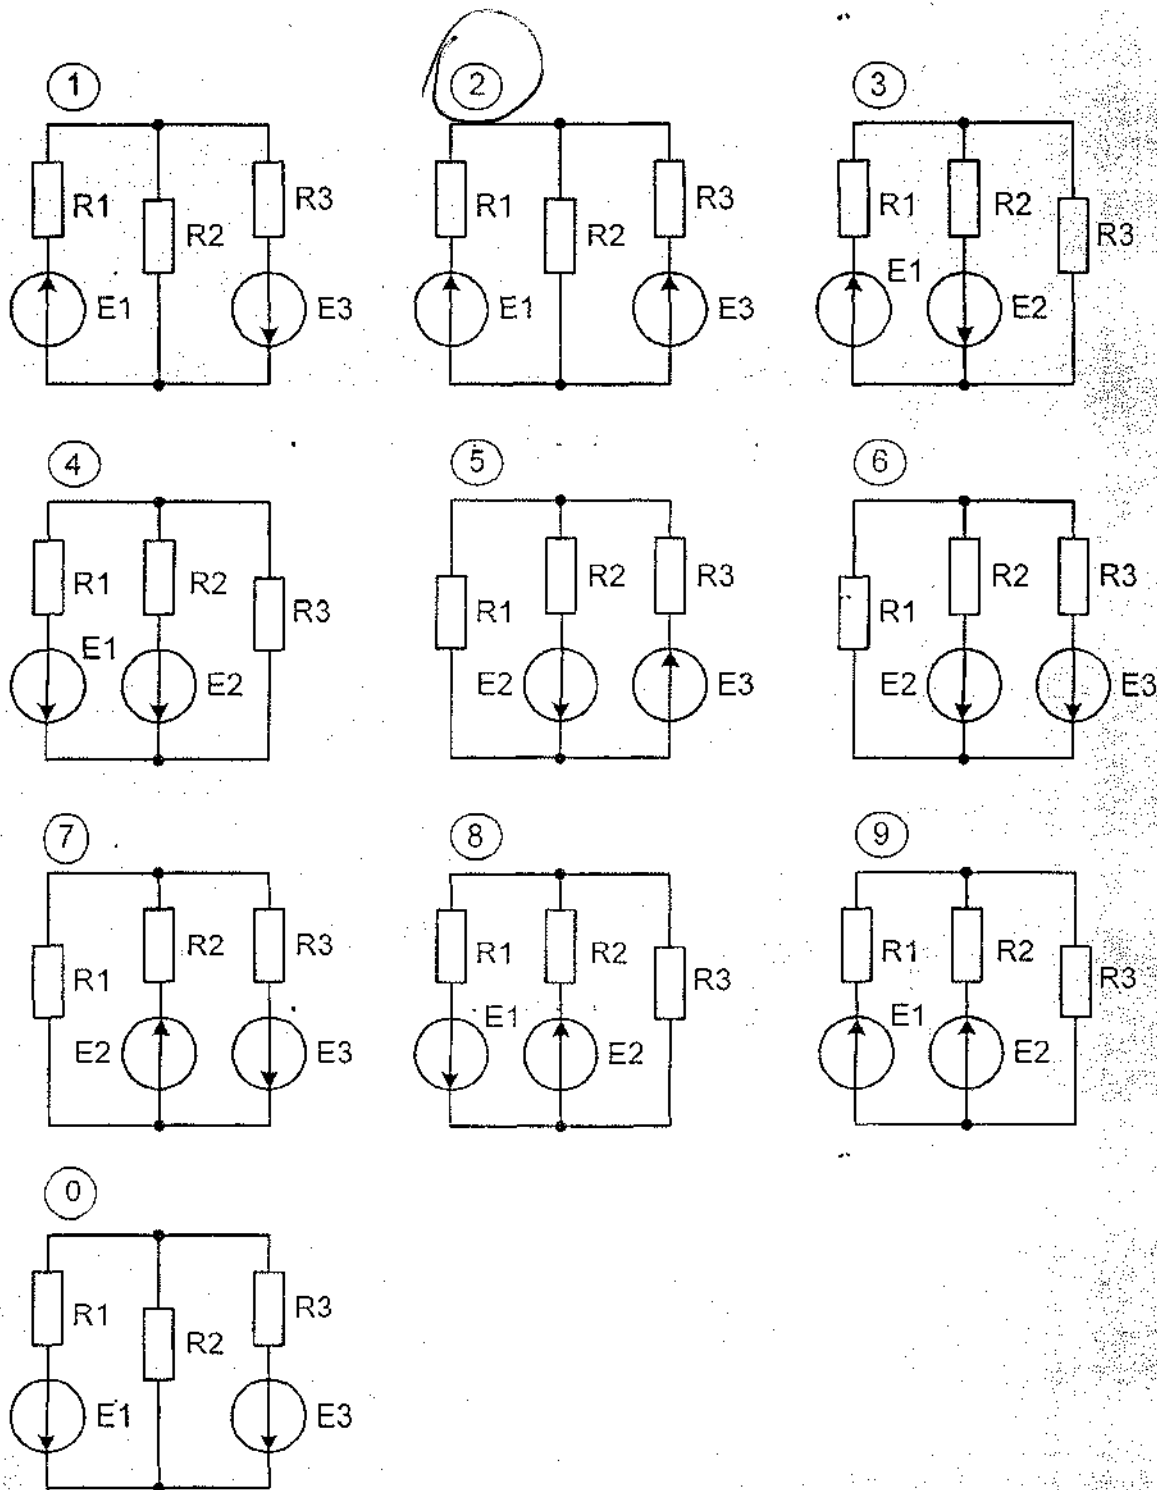 1 2 3
R1 R2 R3 R1 R2 R3 R1 R2 R3
E1 E3 E1 E3 E1 E2
4 5 6
R1 R2 R3 R1 R2 R3 R1 R2 R3
E1 E2 E2 E3 E2 E3
7 8 9
R1 R2 R3 R1 R2 R3 R1 R2 R3
E2 E3 E1 E2 E1 E2
0
R1 R2 R3
E1 E3